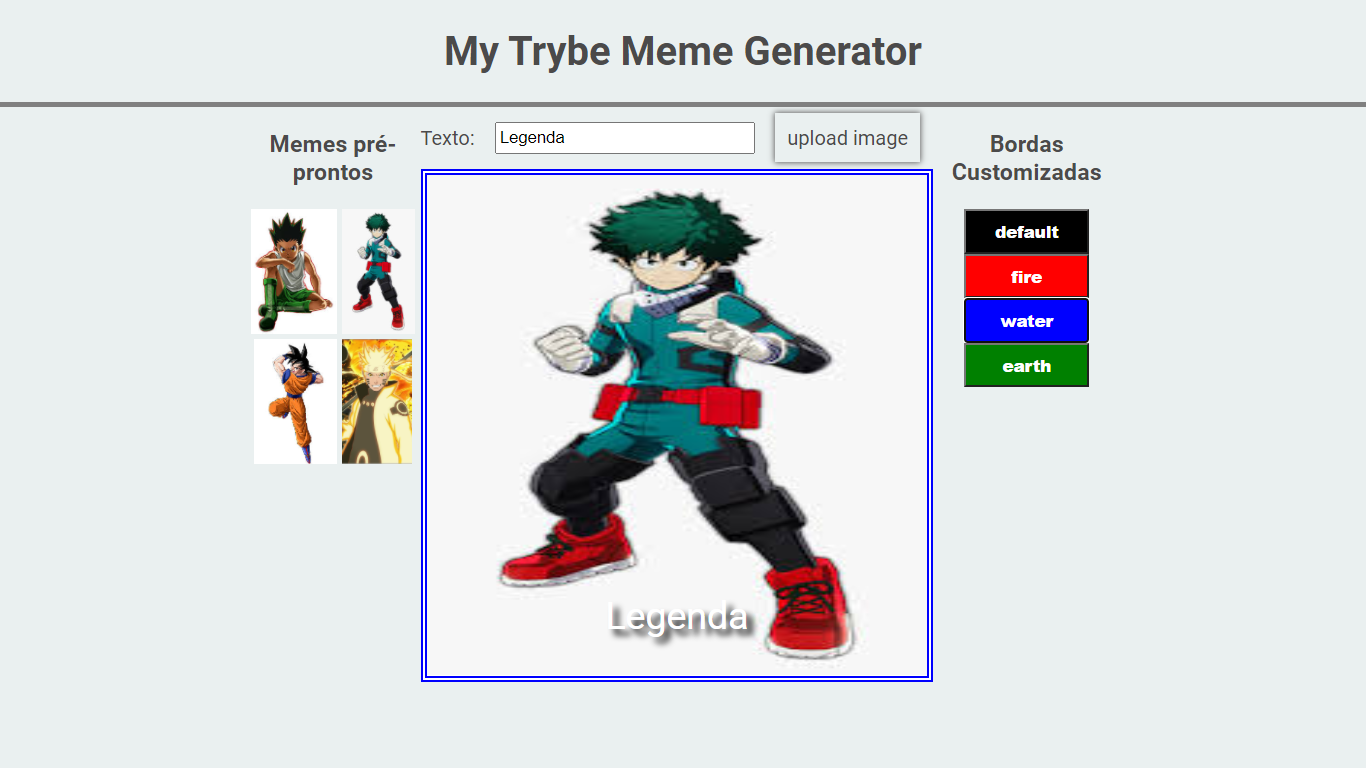 My Trybe Meme Generator
Memes pré-
prontos
Texto:
Legenda
upload image
Legenda
Bordas
Customizadas
default
fire
water
earth